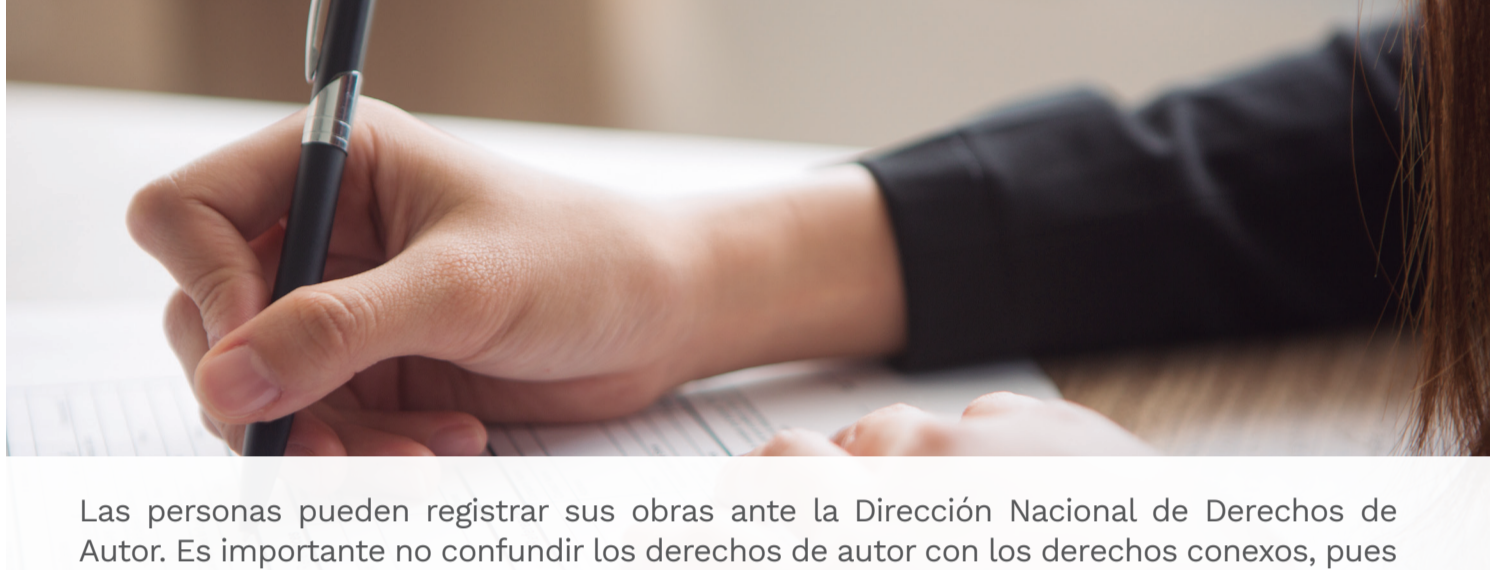 Las personas pueden registrar sus obras ante la Dirección Nacional de Derechos de
Autor. Es importante no confundir los derechos de autor con los derechos conexos, pues